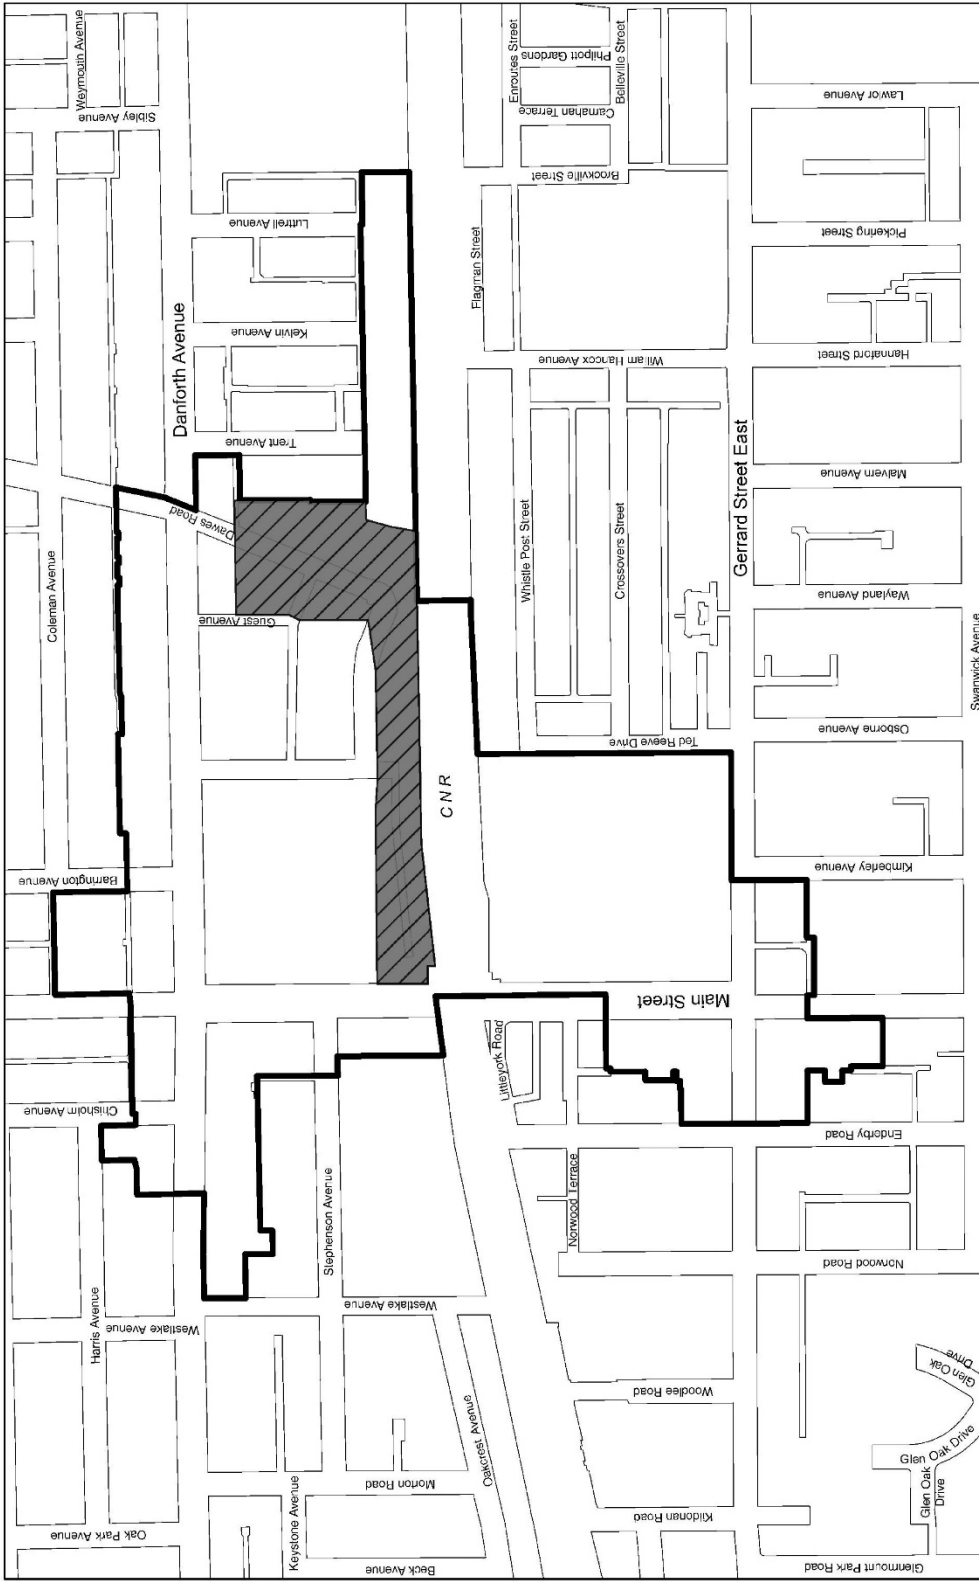 Weymouth Avenue
Sibley Avenue
Enroutes Street
Philpott Gardens
Belleville Street
Carnahan Terrace
Lawlor Avenue
Brockville Street
Luttrell Avenue
Flagman Street
Pickering Street
Danforth Avenue
Kelvin Avenue
William Hancox Avenue
Hannaford Street
Trent Avenue
Malvern Avenue
Gerrard Street East
Dawes Road
Whistle Post Street
Crossovers Street
Coleman Avenue
Guest Avenue
Wayland Avenue
Swanwick Avenue
Ted Reeve Drive
Osborne Avenue
CNR
Barrington Avenue
Kimberley Avenue
Main Street
Littleyork Road
Chisholm Avenue
Enderby Road
Stephenson Avenue
Norwood Terrace
Norwood Road
Harris Avenue
Westlake Avenue
Westlake Avenue
Woodlee Road
Glen Oak
Drive
Oakcrest Avenue
Morton Road
Glen Oak Drive
Glen Oak
Drive
Oak Park Avenue
Keystone Avenue
Kildonan Road
Beck Avenue
Glenmount Park Road